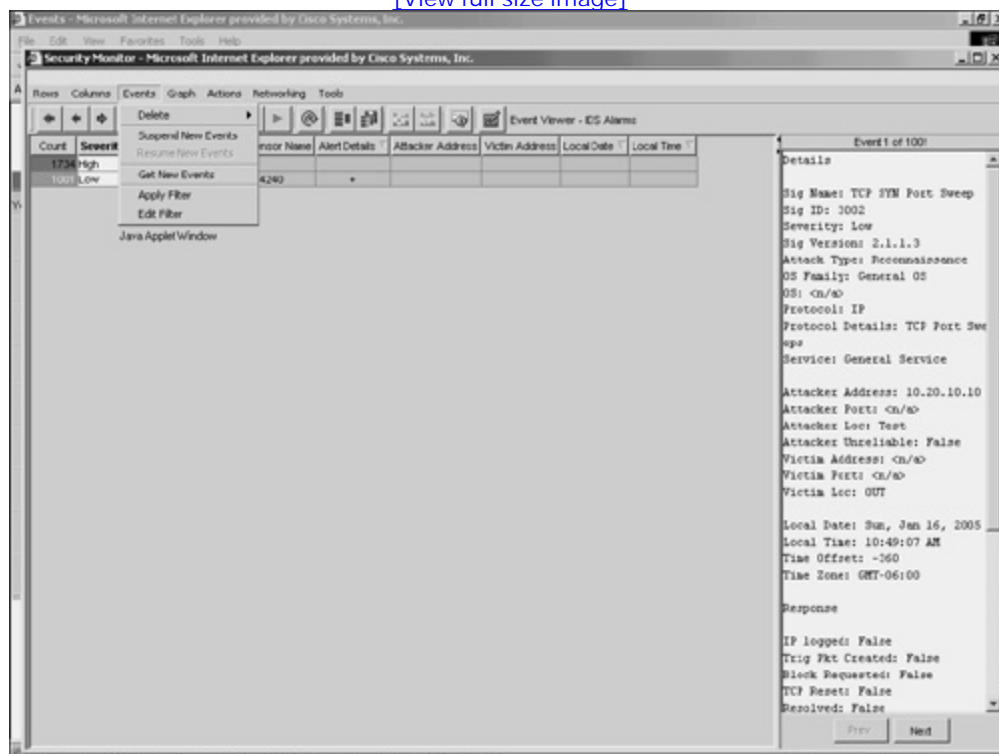 [View full size image]
Events - Microsoft Internet Explorer provided by Cisco Systems, Inc.
File Edit View Favorites Tools Help
Security Monitor - Microsoft Internet Explorer provided by Cisco Systems, Inc.
Rows Columns Events Graph Actions Networking Tools
Delete
Suspend New Events
Resume New Events
Get New Events
Apply Filter
Edit Filter
Java Applet Window
Event Viewer - IDS Alarms
Count Severit nsor Name Alert Details Attacker Address Victim Address Local Date Local Time
1734 High
1001 Low 4240 +
Event 1 of 1001
Details
Sig Name: TCP SYN Port Sweep
Sig ID: 3002
Severity: Low
Sig Version: 2.1.1.3
Attack Type: Reconnaissance
OS Family: General OS
OS: <n/a>
Protocol: IP
Protocol Details: TCP Port Swe
eps
Service: General Service
Attacker Address: 10.20.10.10
Attacker Port: <n/a>
Attacker Loc: Test
Attacker Unreliable: False
Victim Address: <n/a>
Victim Port: <n/a>
Victim Loc: OUT
Local Date: Sun, Jan 16, 2005
Local Time: 10:49:07 AM
Time Offset: -360
Time Zone: GMT-06:00
Response
IP logged: False
Trig Pkt Created: False
Block Requested: False
TCP Reset: False
Resolved: False
Prev Next